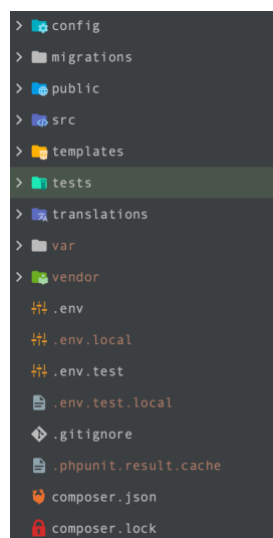 config
migrations
public
src
templates
tests
translations
var
vendor
.env
.env.local
.env.test
.env.test.local
.gitignore
.phpunit.result.cache
composer.json
composer.lock